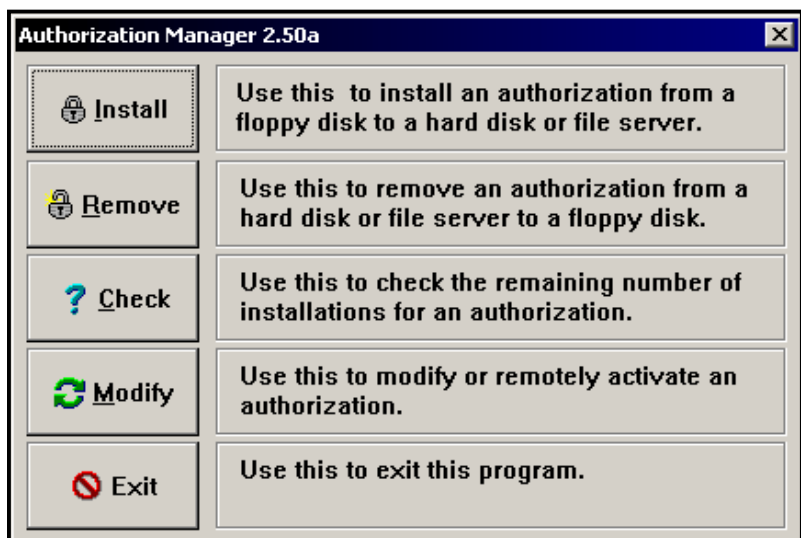 Authorization Manager 2.50a
Install
Use this  to install an authorization from a
floppy disk to a hard disk or file server.
Remove
Use this to remove an authorization from a
hard disk or file server to a floppy disk.
Check
Use this to check the remaining number of
installations for an authorization.
Modify
Use this to modify or remotely activate an
authorization.
Exit
Use this to exit this program.